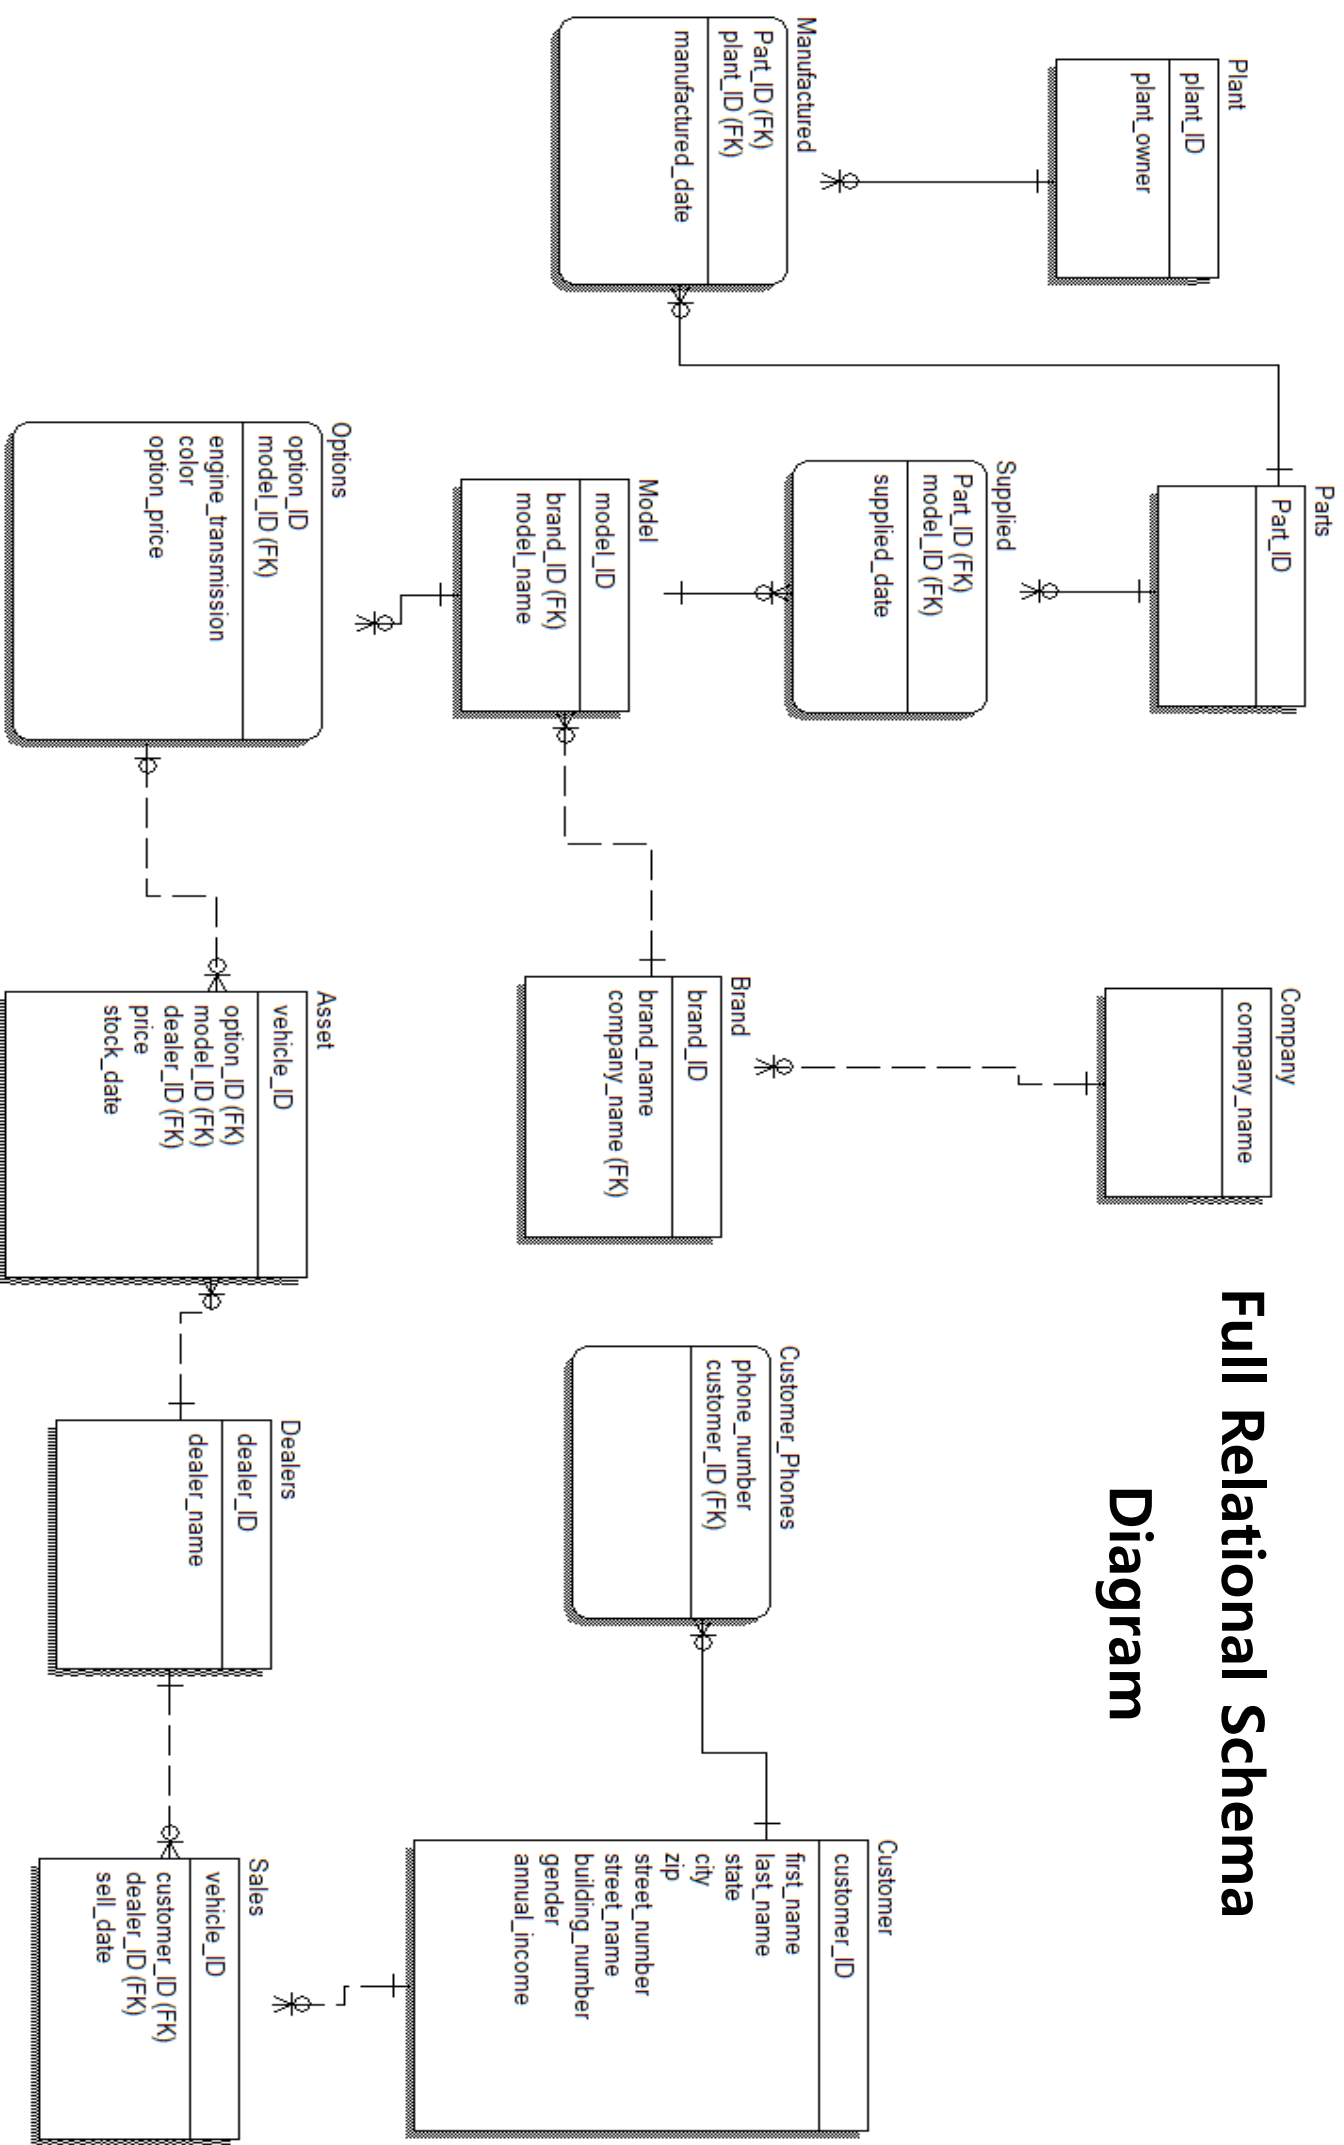 Full Relational Schema
Diagram
Plant
plant_ID
plant_owner
Manufactured
Part_ID (FK)
plant_ID (FK)
manufactured_date
Parts
Part_ID
Supplied
Part_ID (FK)
model_ID (FK)
supplied_date
Model
model_ID
brand_ID (FK)
model_name
Options
option_ID
model_ID (FK)
engine_transmission
color
option_price
Company
company_name
Brand
brand_ID
brand_name
company_name (FK)
Asset
vehicle_ID
option_ID (FK)
model_ID (FK)
dealer_ID (FK)
price
stock_date
Customer_Phones
phone_number
customer_ID (FK)
Dealers
dealer_ID
dealer_name
Customer
customer_ID
first_name
last_name
state
city
zip
street_number
street_name
building_number
gender
annual_income
Sales
vehicle_ID
customer_ID (FK)
dealer_ID (FK)
sell_date